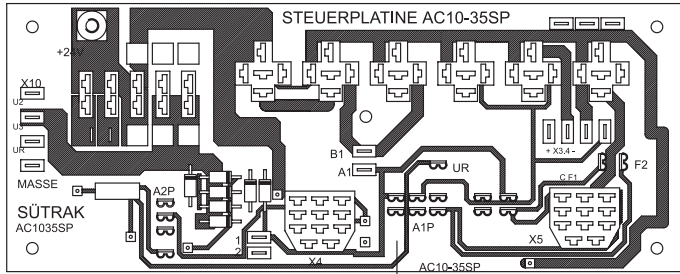 STEUERPLATINE AC10-35SP
+24V
X10
U2
U3
UR
MASSE
B1
A1
UR
+ X3.4 -
C F1
F2
A2P
SÜTRAK
AC1035SP
1
2
X4
A1P
X5
AC10-35SP